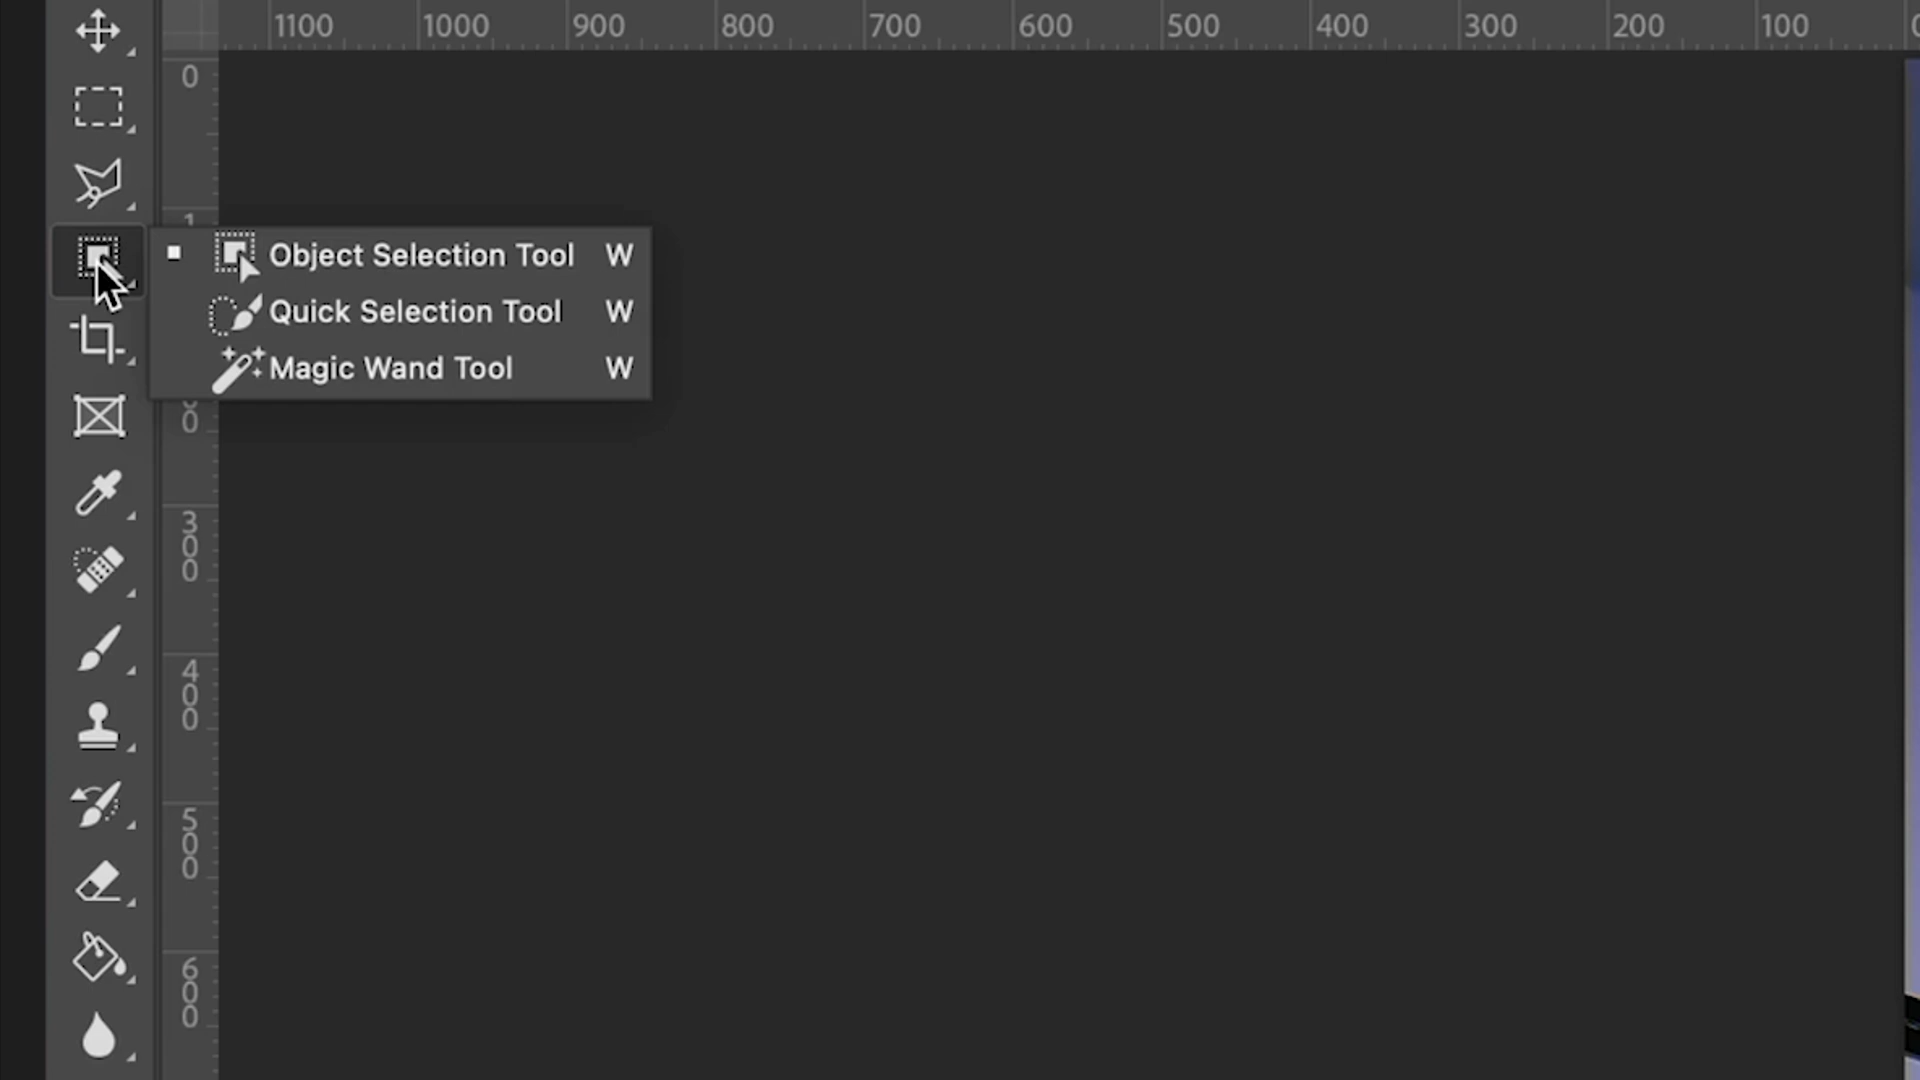 1100 1000 900 800 700 600 500 400 300 200 100
0
Object Selection Tool W
Quick Selection Tool W
Magic Wand Tool W
300
400
500
600